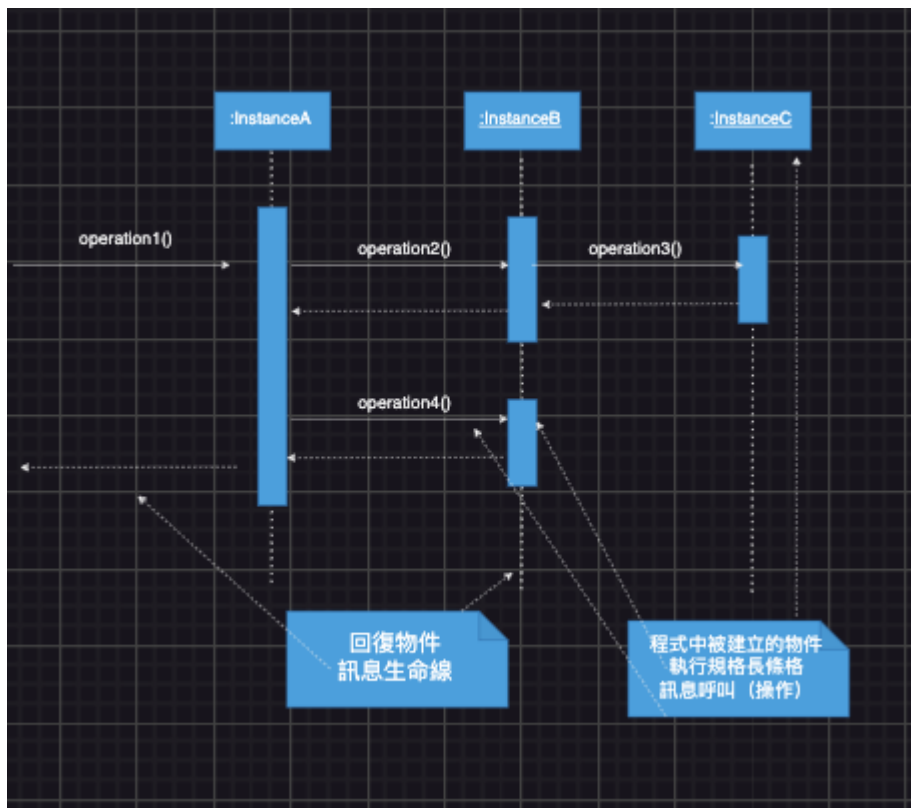 :InstanceA
:InstanceB
:InstanceC
operation1()
operation2()
operation3()
operation4()
回復物件
訊息生命線
程式中被建立的物件
執行規格長條格
訊息呼叫（操作）